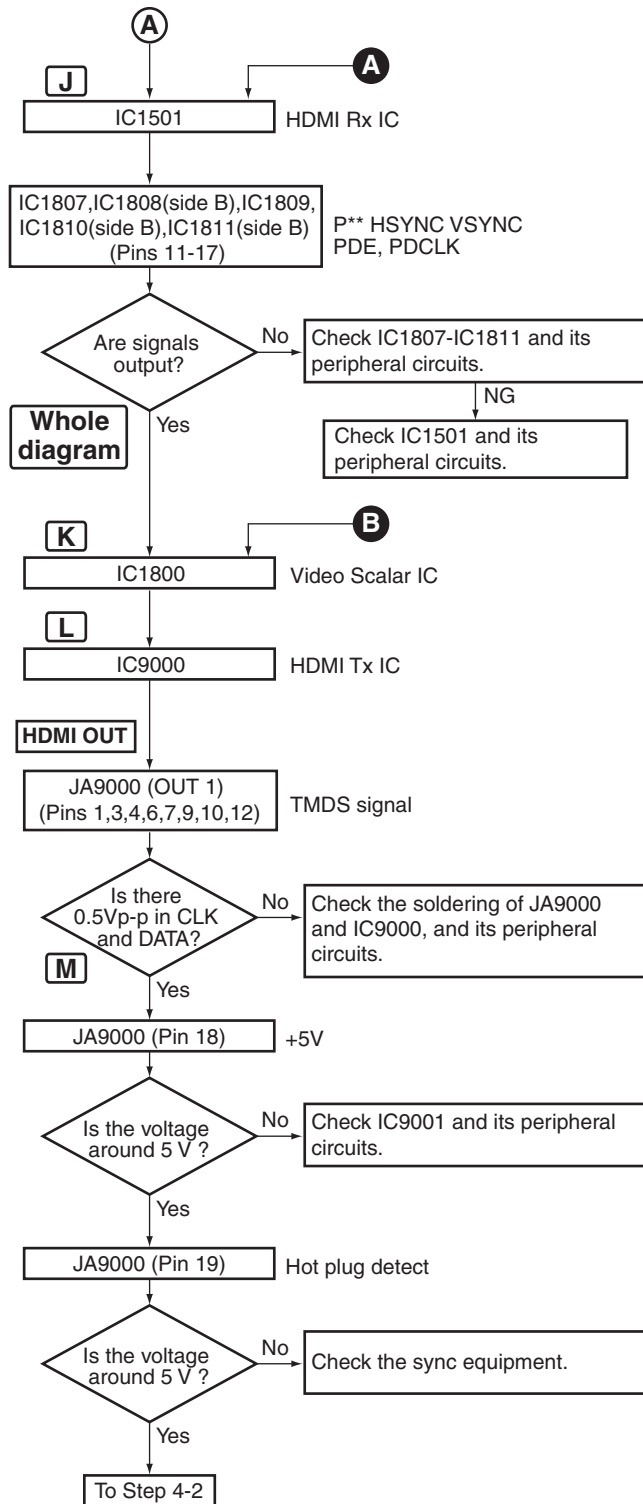 A
A
J
IC1501
HDMI Rx IC
IC1807,IC1808(side B),IC1809,
IC1810(side B),IC1811(side B)
(Pins 11-17)
P** HSYNC VSYNC
PDE, PDCLK
Are signals
output?
No
Check IC1807-IC1811 and its
peripheral circuits.
NG
Check IC1501 and its
peripheral circuits.
Whole
diagram
Yes
B
K
IC1800
Video Scalar IC
L
IC9000
HDMI Tx IC
HDMI OUT
JA9000 (OUT 1)
(Pins 1,3,4,6,7,9,10,12)
TMDS signal
Is there
0.5Vp-p in CLK
and DATA?
No
Check the soldering of JA9000
and IC9000, and its peripheral
circuits.
M
Yes
JA9000 (Pin 18)
+5V
Is the voltage
around 5 V ?
No
Check IC9001 and its peripheral
circuits.
Yes
JA9000 (Pin 19)
Hot plug detect
Is the voltage
around 5 V ?
No
Check the sync equipment.
Yes
To Step 4-2